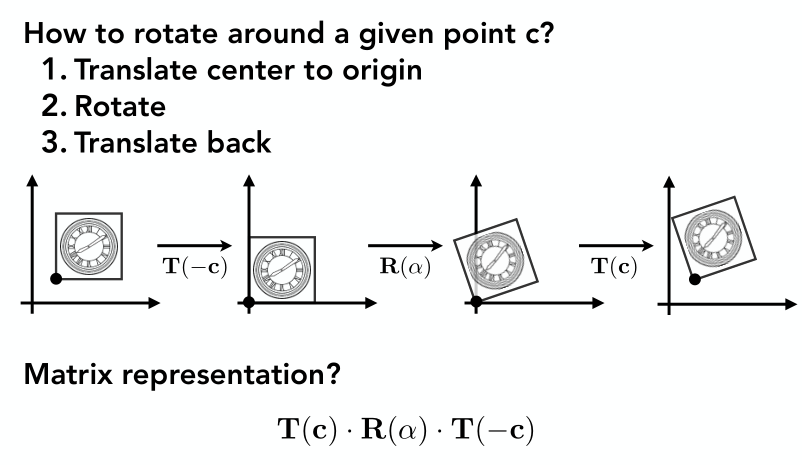 How to rotate around a given point c?
1. Translate center to origin
2. Rotate
3. Translate back
T(−c)
R(α)
T(c)
Matrix representation?
T(c) · R(α) · T(−c)